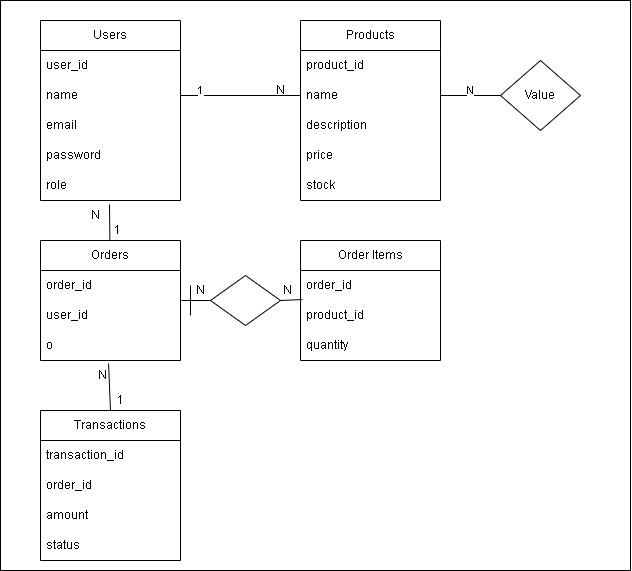 Users
user_id
name
email
password
role
1
N
Products
product_id
name
description
price
stock
N
Value
N
1
Orders
order_id
user_id
o
N
N
Order Items
order_id
product_id
quantity
N
1
Transactions
transaction_id
order_id
amount
status